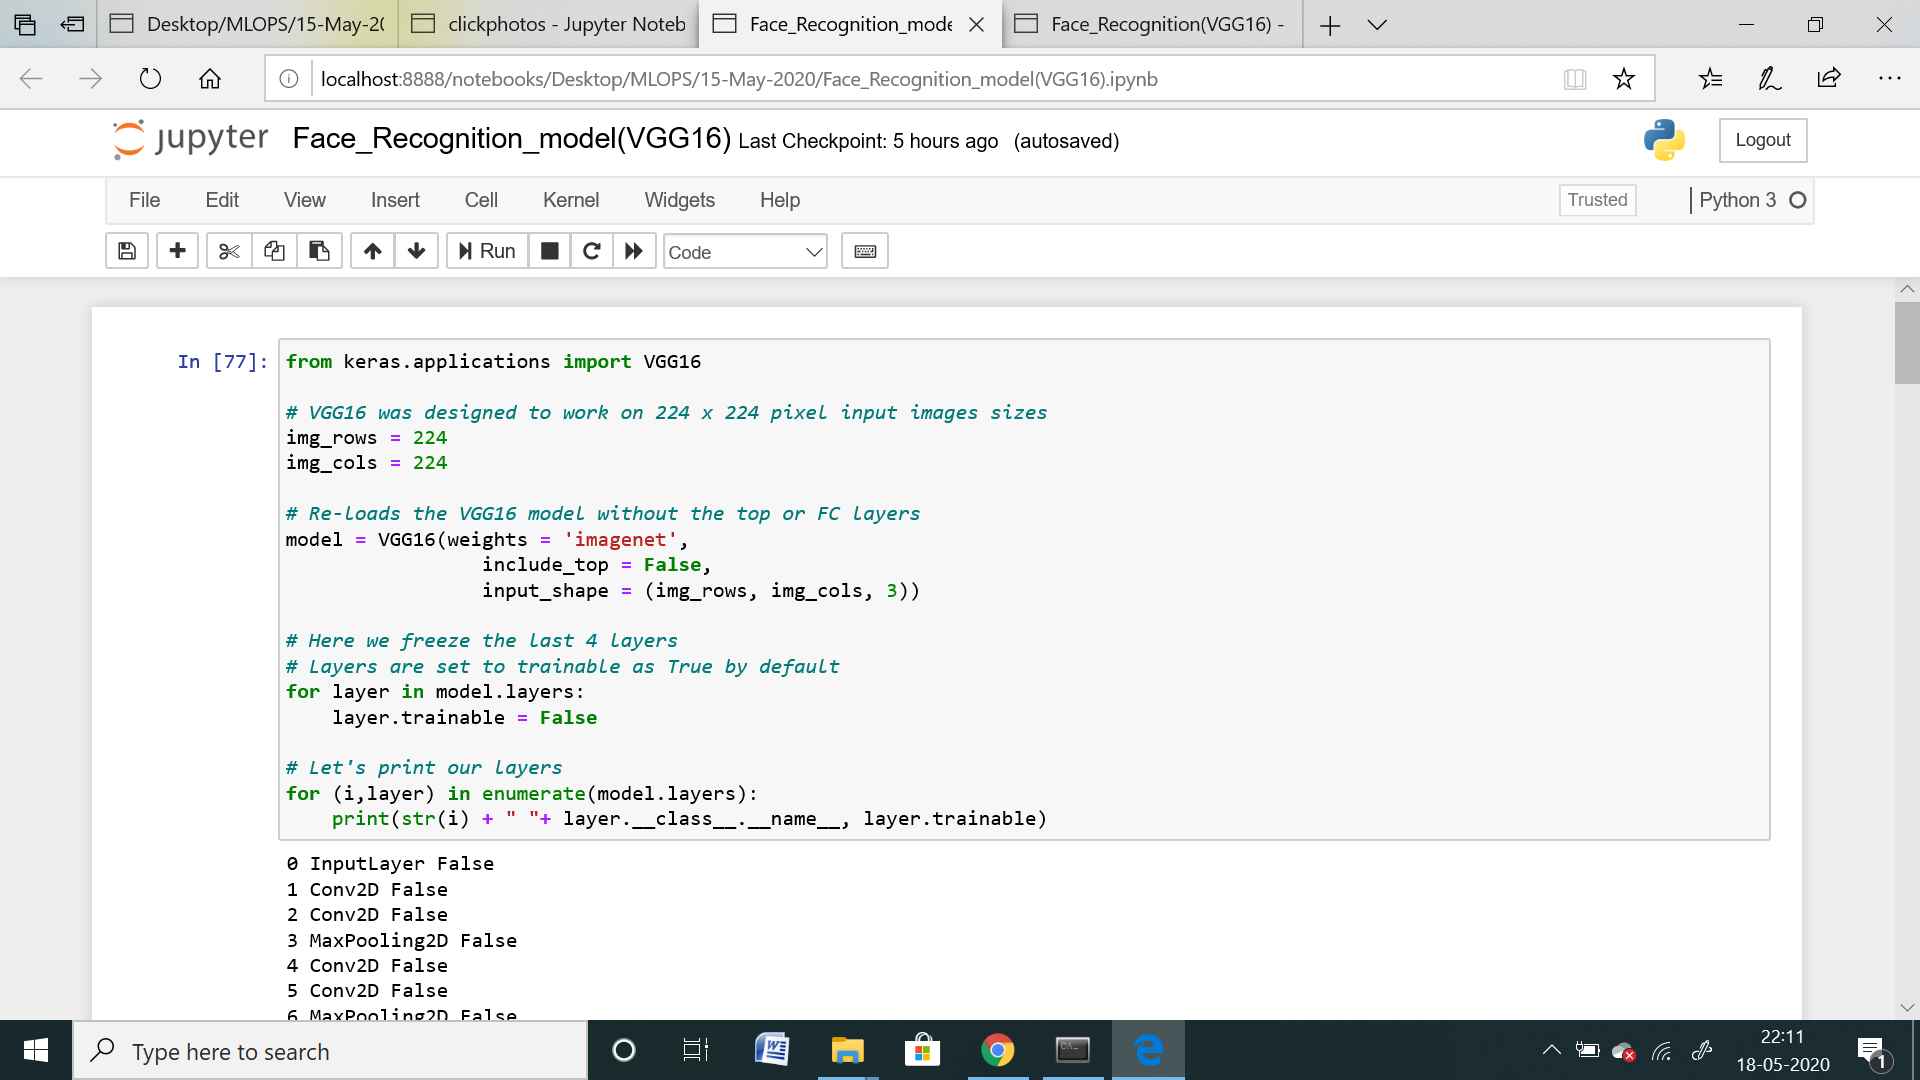 Desktop/MLOPS/15-May-20
clickphotos - Jupyter Noteb
Face_Recognition_mode
Face_Recognition(VGG16) -
localhost:8888/notebooks/Desktop/MLOPS/15-May-2020/Face_Recognition_model(VGG16).ipynb
jupyter Face_Recognition_model(VGG16) Last Checkpoint: 5 hours ago (autosaved)
Logout
File Edit View Insert Cell Kernel Widgets Help
Trusted
Python 3
Run
Code
In [77]:
from keras.applications import VGG16
# VGG16 was designed to work on 224 x 224 pixel input images sizes
img_rows = 224
img_cols = 224
# Re-loads the VGG16 model without the top or FC layers
model = VGG16(weights = 'imagenet',
include_top = False,
input_shape = (img_rows, img_cols, 3))
# Here we freeze the last 4 layers
# Layers are set to trainable as True by default
for layer in model.layers:
layer.trainable = False
# Let's print our layers
for (i,layer) in enumerate(model.layers):
print(str(i) + " "+ layer.__class__.__name__, layer.trainable)
0 InputLayer False
1 Conv2D False
2 Conv2D False
3 MaxPooling2D False
4 Conv2D False
5 Conv2D False
6 MaxPooling2D False
Type here to search
22:11
18-05-2020
1